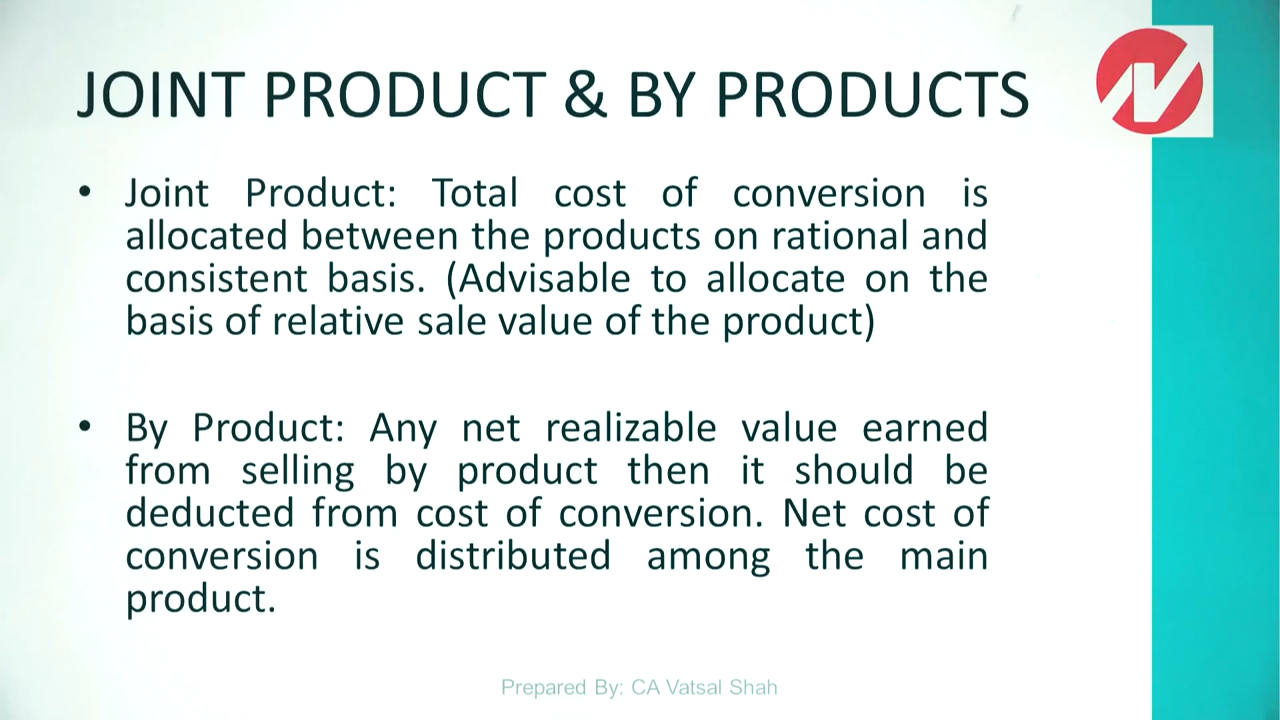 JOINT PRODUCT & BY PRODUCTS
• Joint Product: Total cost of conversion is
allocated between the products on rational and
consistent basis. (Advisable to allocate on the
basis of relative sale value of the product)
• By Product: Any net realizable value earned
from selling by product then it should be
deducted from cost of conversion. Net cost of
conversion is distributed among the main
product.
Prepared By: CA Vatsal Shah